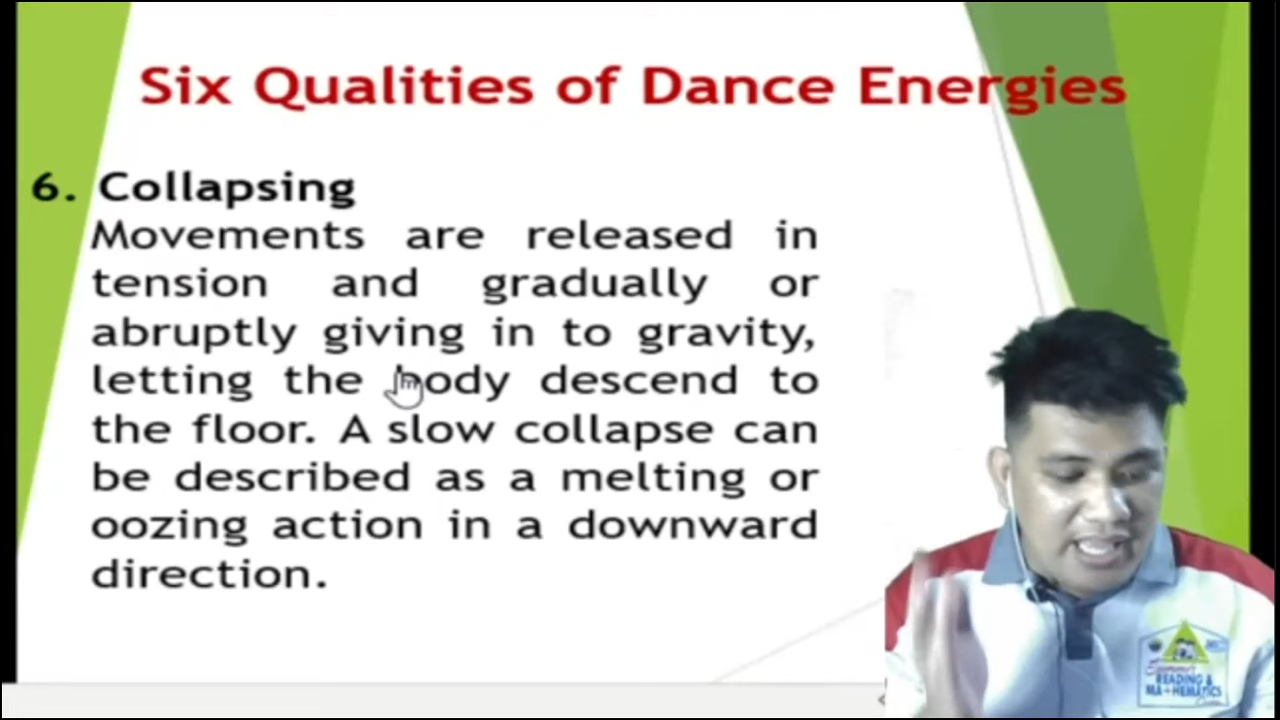 Six Qualities of Dance Energies
6. Collapsing
Movements are released in
tension and gradually or
abruptly giving in to gravity,
letting the body descend to
the floor. A slow collapse can
be described as a melting or
oozing action in a downward
direction.
READING &
MATHEMATICS